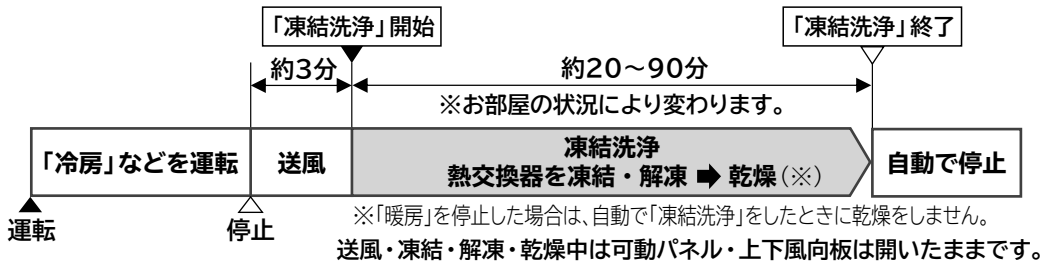 「凍結洗浄」開始
「凍結洗浄」終了
約3分
約20～90分
※お部屋の状況により変わります。
「冷房」などを運転
送風
凍結洗浄
熱交換器を凍結・解凍 ➡ 乾燥(※)
自動で停止
運転
停止
※「暖房」を停止した場合は、自動で「凍結洗浄」をしたときに乾燥をしません。
送風・凍結・解凍・乾燥中は可動パネル・上下風向板は開いたままです。